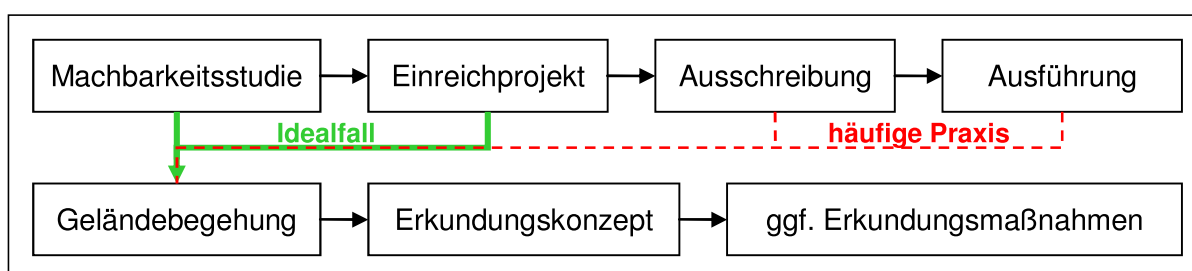 Machbarkeitsstudie
Einreichprojekt
Ausschreibung
Ausführung
Idealfall
häufige Praxis
Geländebegehung
Erkundungskonzept
ggf. Erkundungsmaßnahmen